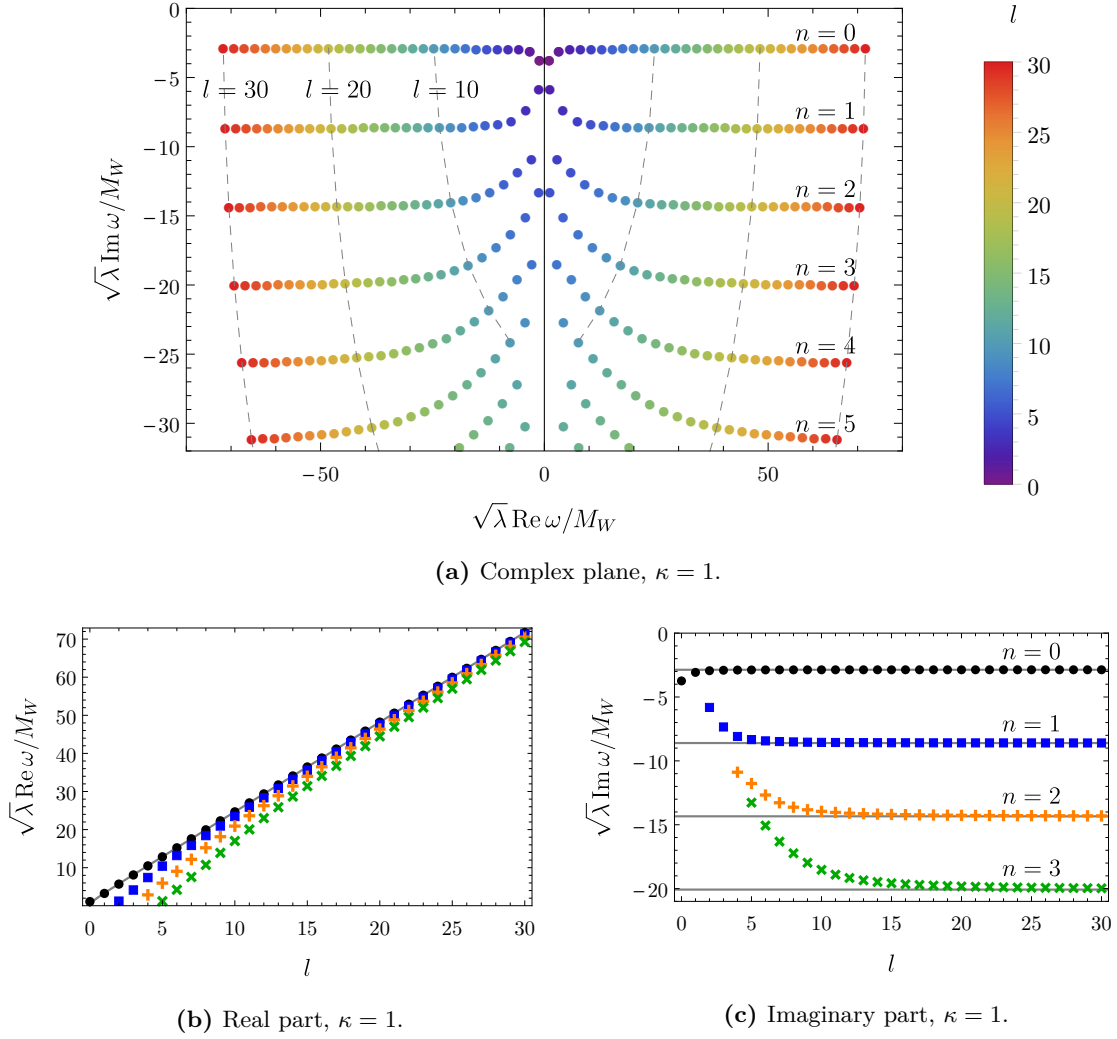 l
0
−5
−10
−15
−20
−25
−30
√λ Im ω/M_W
n = 0
n = 1
n = 2
n = 3
n = 4
n = 5
l = 30
l = 20
l = 10
−50
0
50
√λ Re ω/M_W
30
25
20
15
10
5
0
(a) Complex plane, κ = 1.
70
60
50
40
30
20
10
√λ Re ω/M_W
0
5
10
15
20
25
30
l
(b) Real part, κ = 1.
0
−5
−10
−15
−20
√λ Im ω/M_W
n = 0
n = 1
n = 2
n = 3
0
5
10
15
20
25
30
l
(c) Imaginary part, κ = 1.